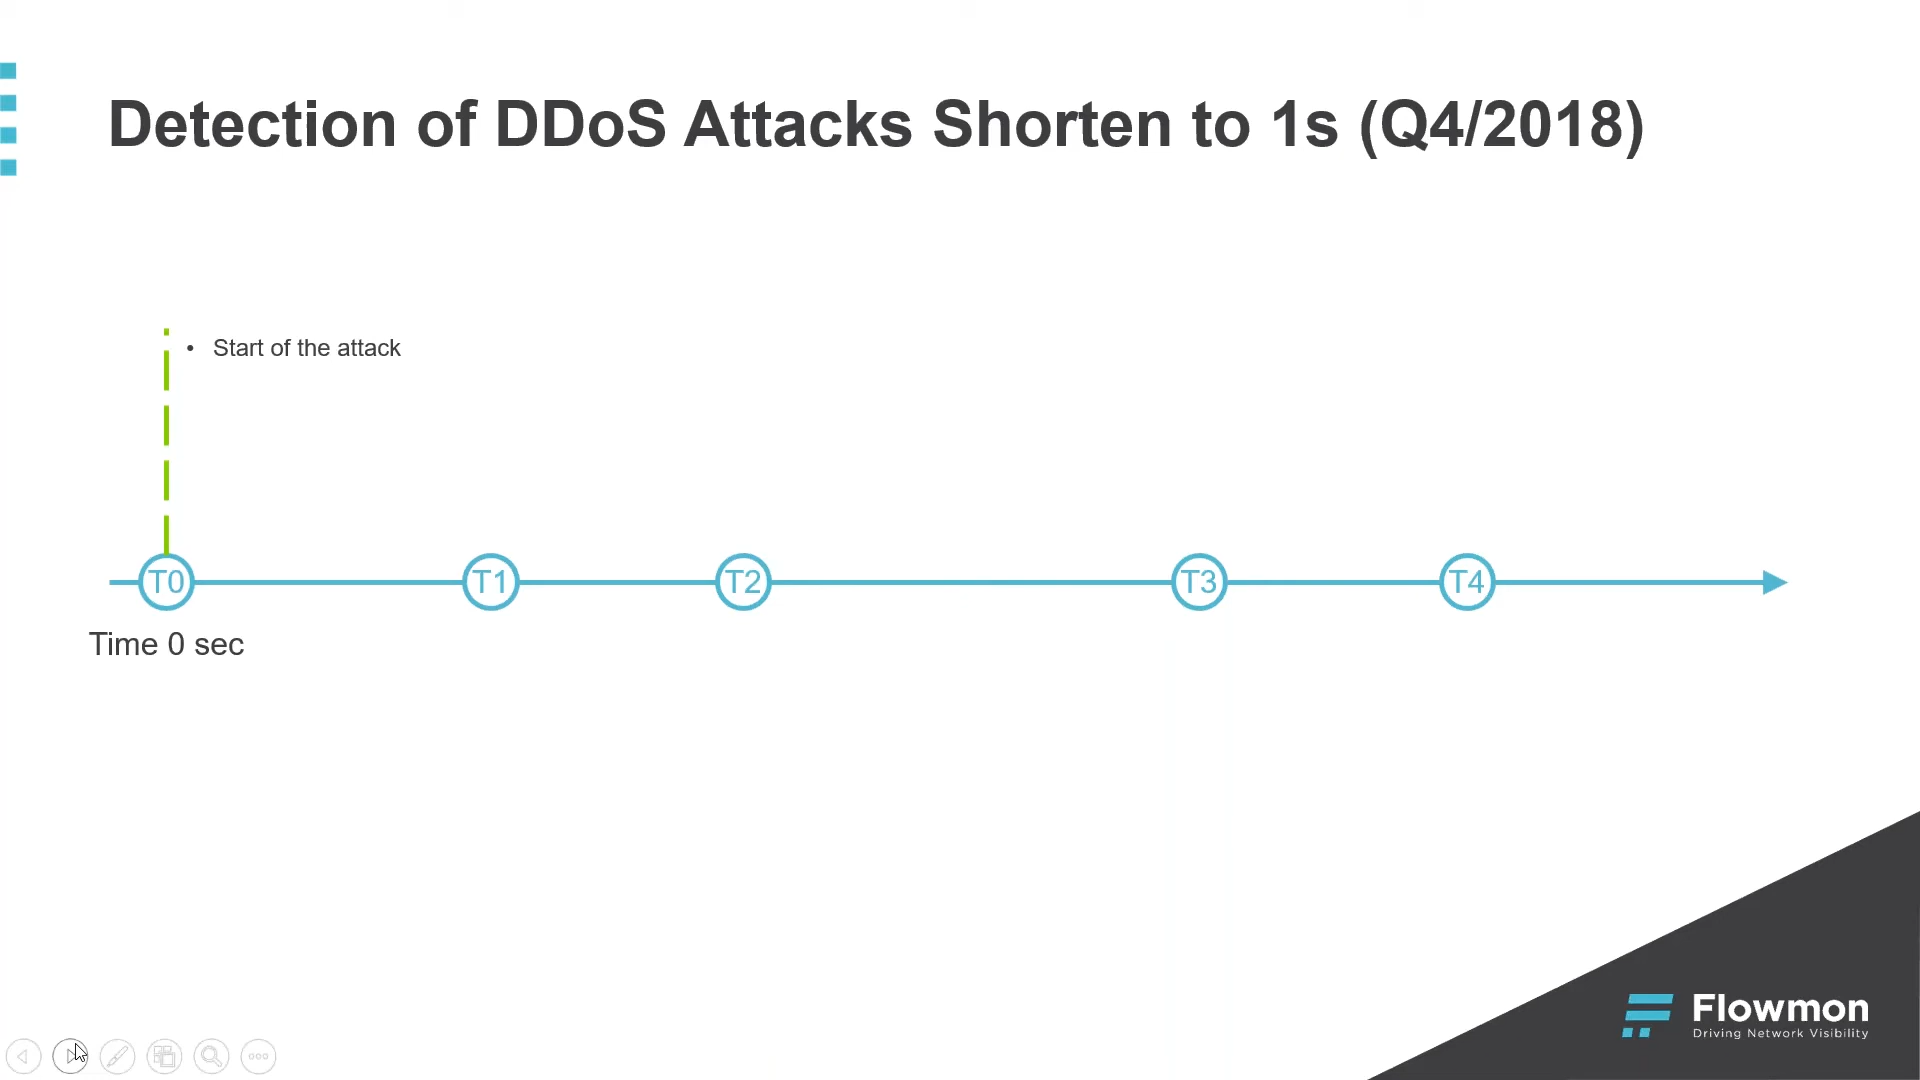 Detection of DDoS Attacks Shorten to 1s (Q4/2018)
• Start of the attack
T0 T1 T2 T3 T4
Time 0 sec
Flowmon
Driving Network Visibility